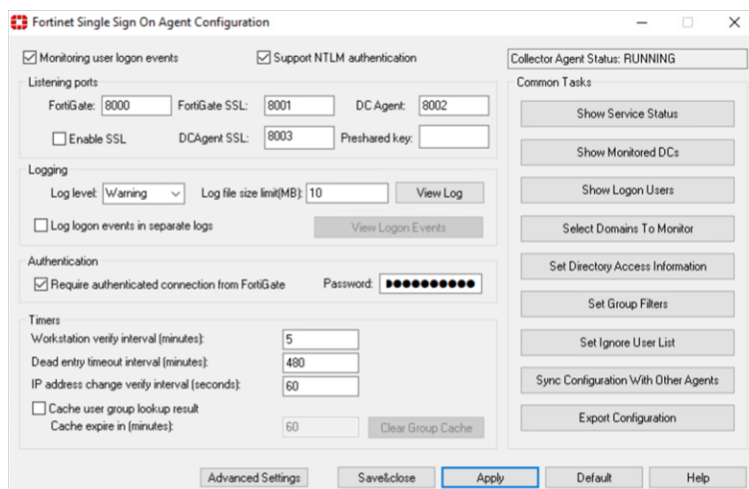 Fortinet Single Sign On Agent Configuration
Monitoring user logon events
Support NTLM authentication
Collector Agent Status: RUNNING
Listening ports
FortiGate: 8000
FortiGate SSL: 8001
DC Agent: 8002
Enable SSL
DCAgent SSL: 8003
Preshared key:
Logging
Log level: Warning
Log file size limit(MB): 10
View Log
Log logon events in separate logs
View Logon Events
Authentication
Require authenticated connection from FortiGate
Password:
Timers
Workstation verify interval (minutes): 5
Dead entry timeout interval (minutes): 480
IP address change verify interval (seconds): 60
Cache user group lookup result
Cache expire in (minutes): 60
Clear Group Cache
Common Tasks
Show Service Status
Show Monitored DCs
Show Logon Users
Select Domains To Monitor
Set Directory Access Information
Set Group Filters
Set Ignore User List
Sync Configuration With Other Agents
Export Configuration
Advanced Settings
Save&close
Apply
Default
Help